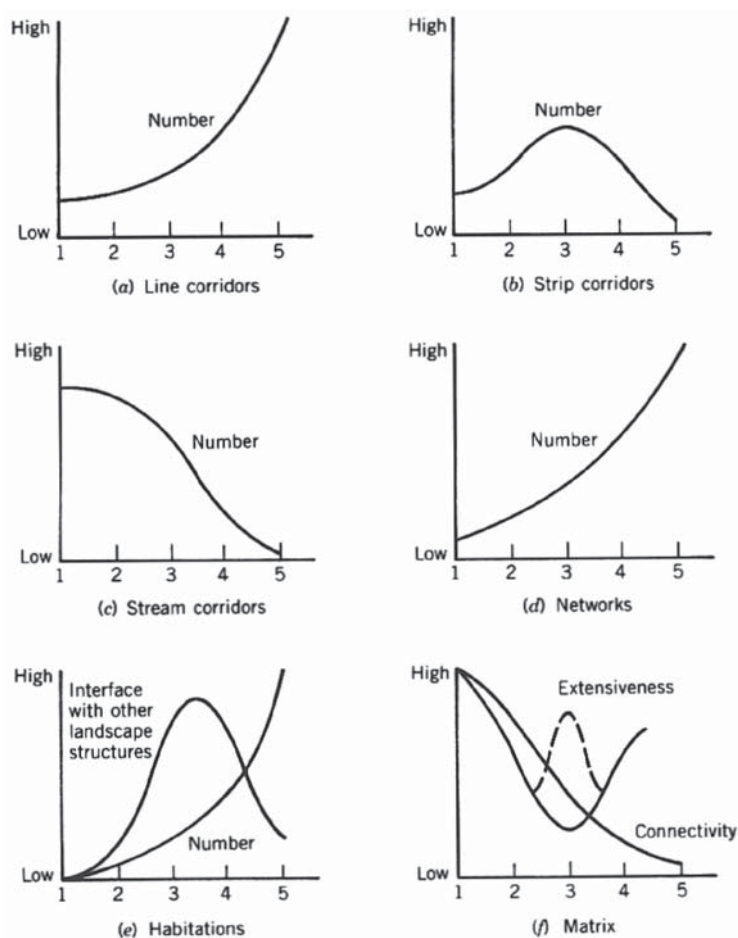 High
Number
Low
1 2 3 4 5
(a) Line corridors
High
Number
Low
1 2 3 4 5
(b) Strip corridors
High
Number
Low
1 2 3 4 5
(c) Stream corridors
High
Number
Low
1 2 3 4 5
(d) Networks
High
Interface
with other
landscape
structures
Number
Low
1 2 3 4 5
(e) Habitations
High
Extensiveness
Connectivity
Low
1 2 3 4 5
(f) Matrix